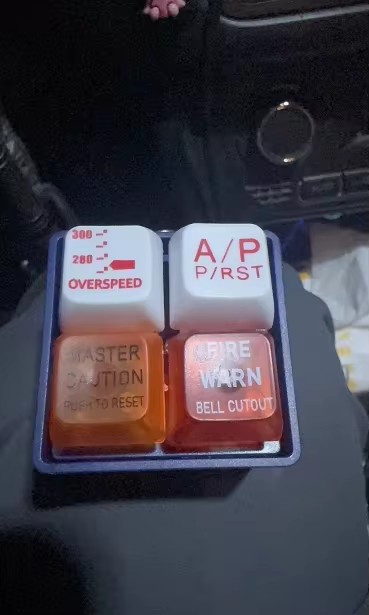 300
280
OVERSPEED
A/P
P/RST
MASTER
CAUTION
PUSH TO RESET
FIRE
WARN
BELL CUTOUT